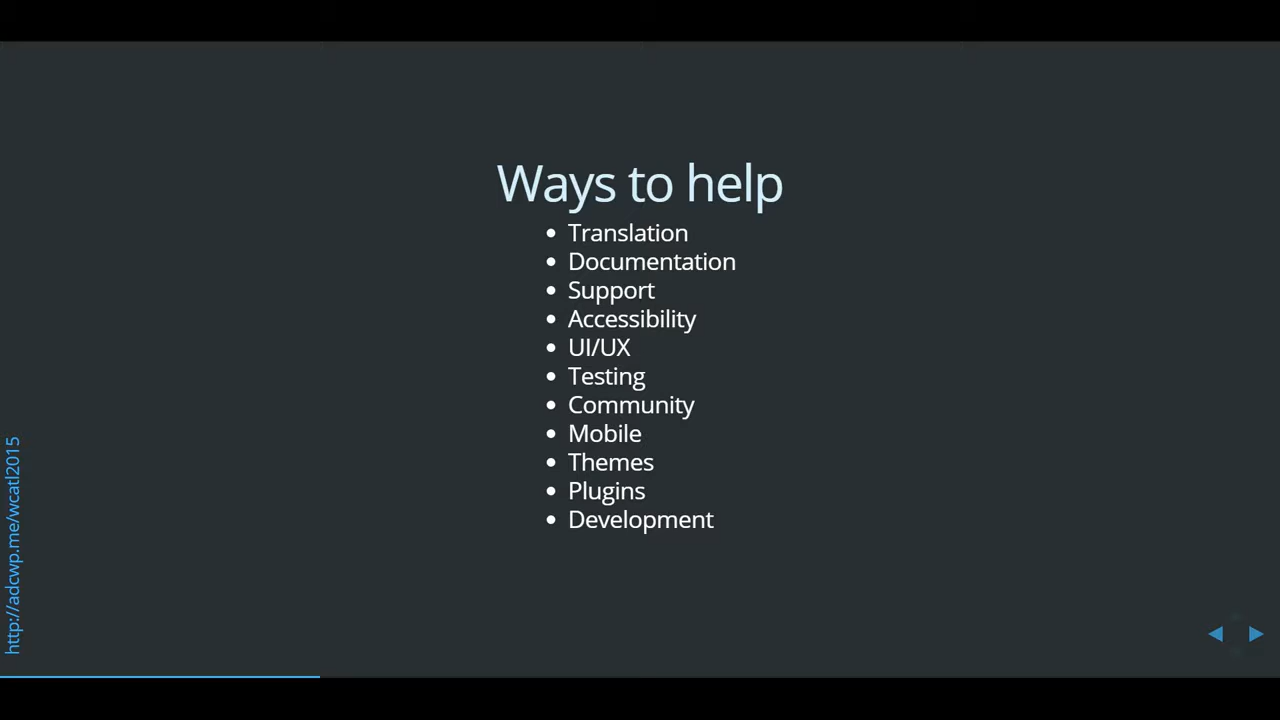 Ways to help
Translation
Documentation
Support
Accessibility
UI/UX
Testing
Community
Mobile
Themes
Plugins
Development
http://adcwp.me/wcatl2015